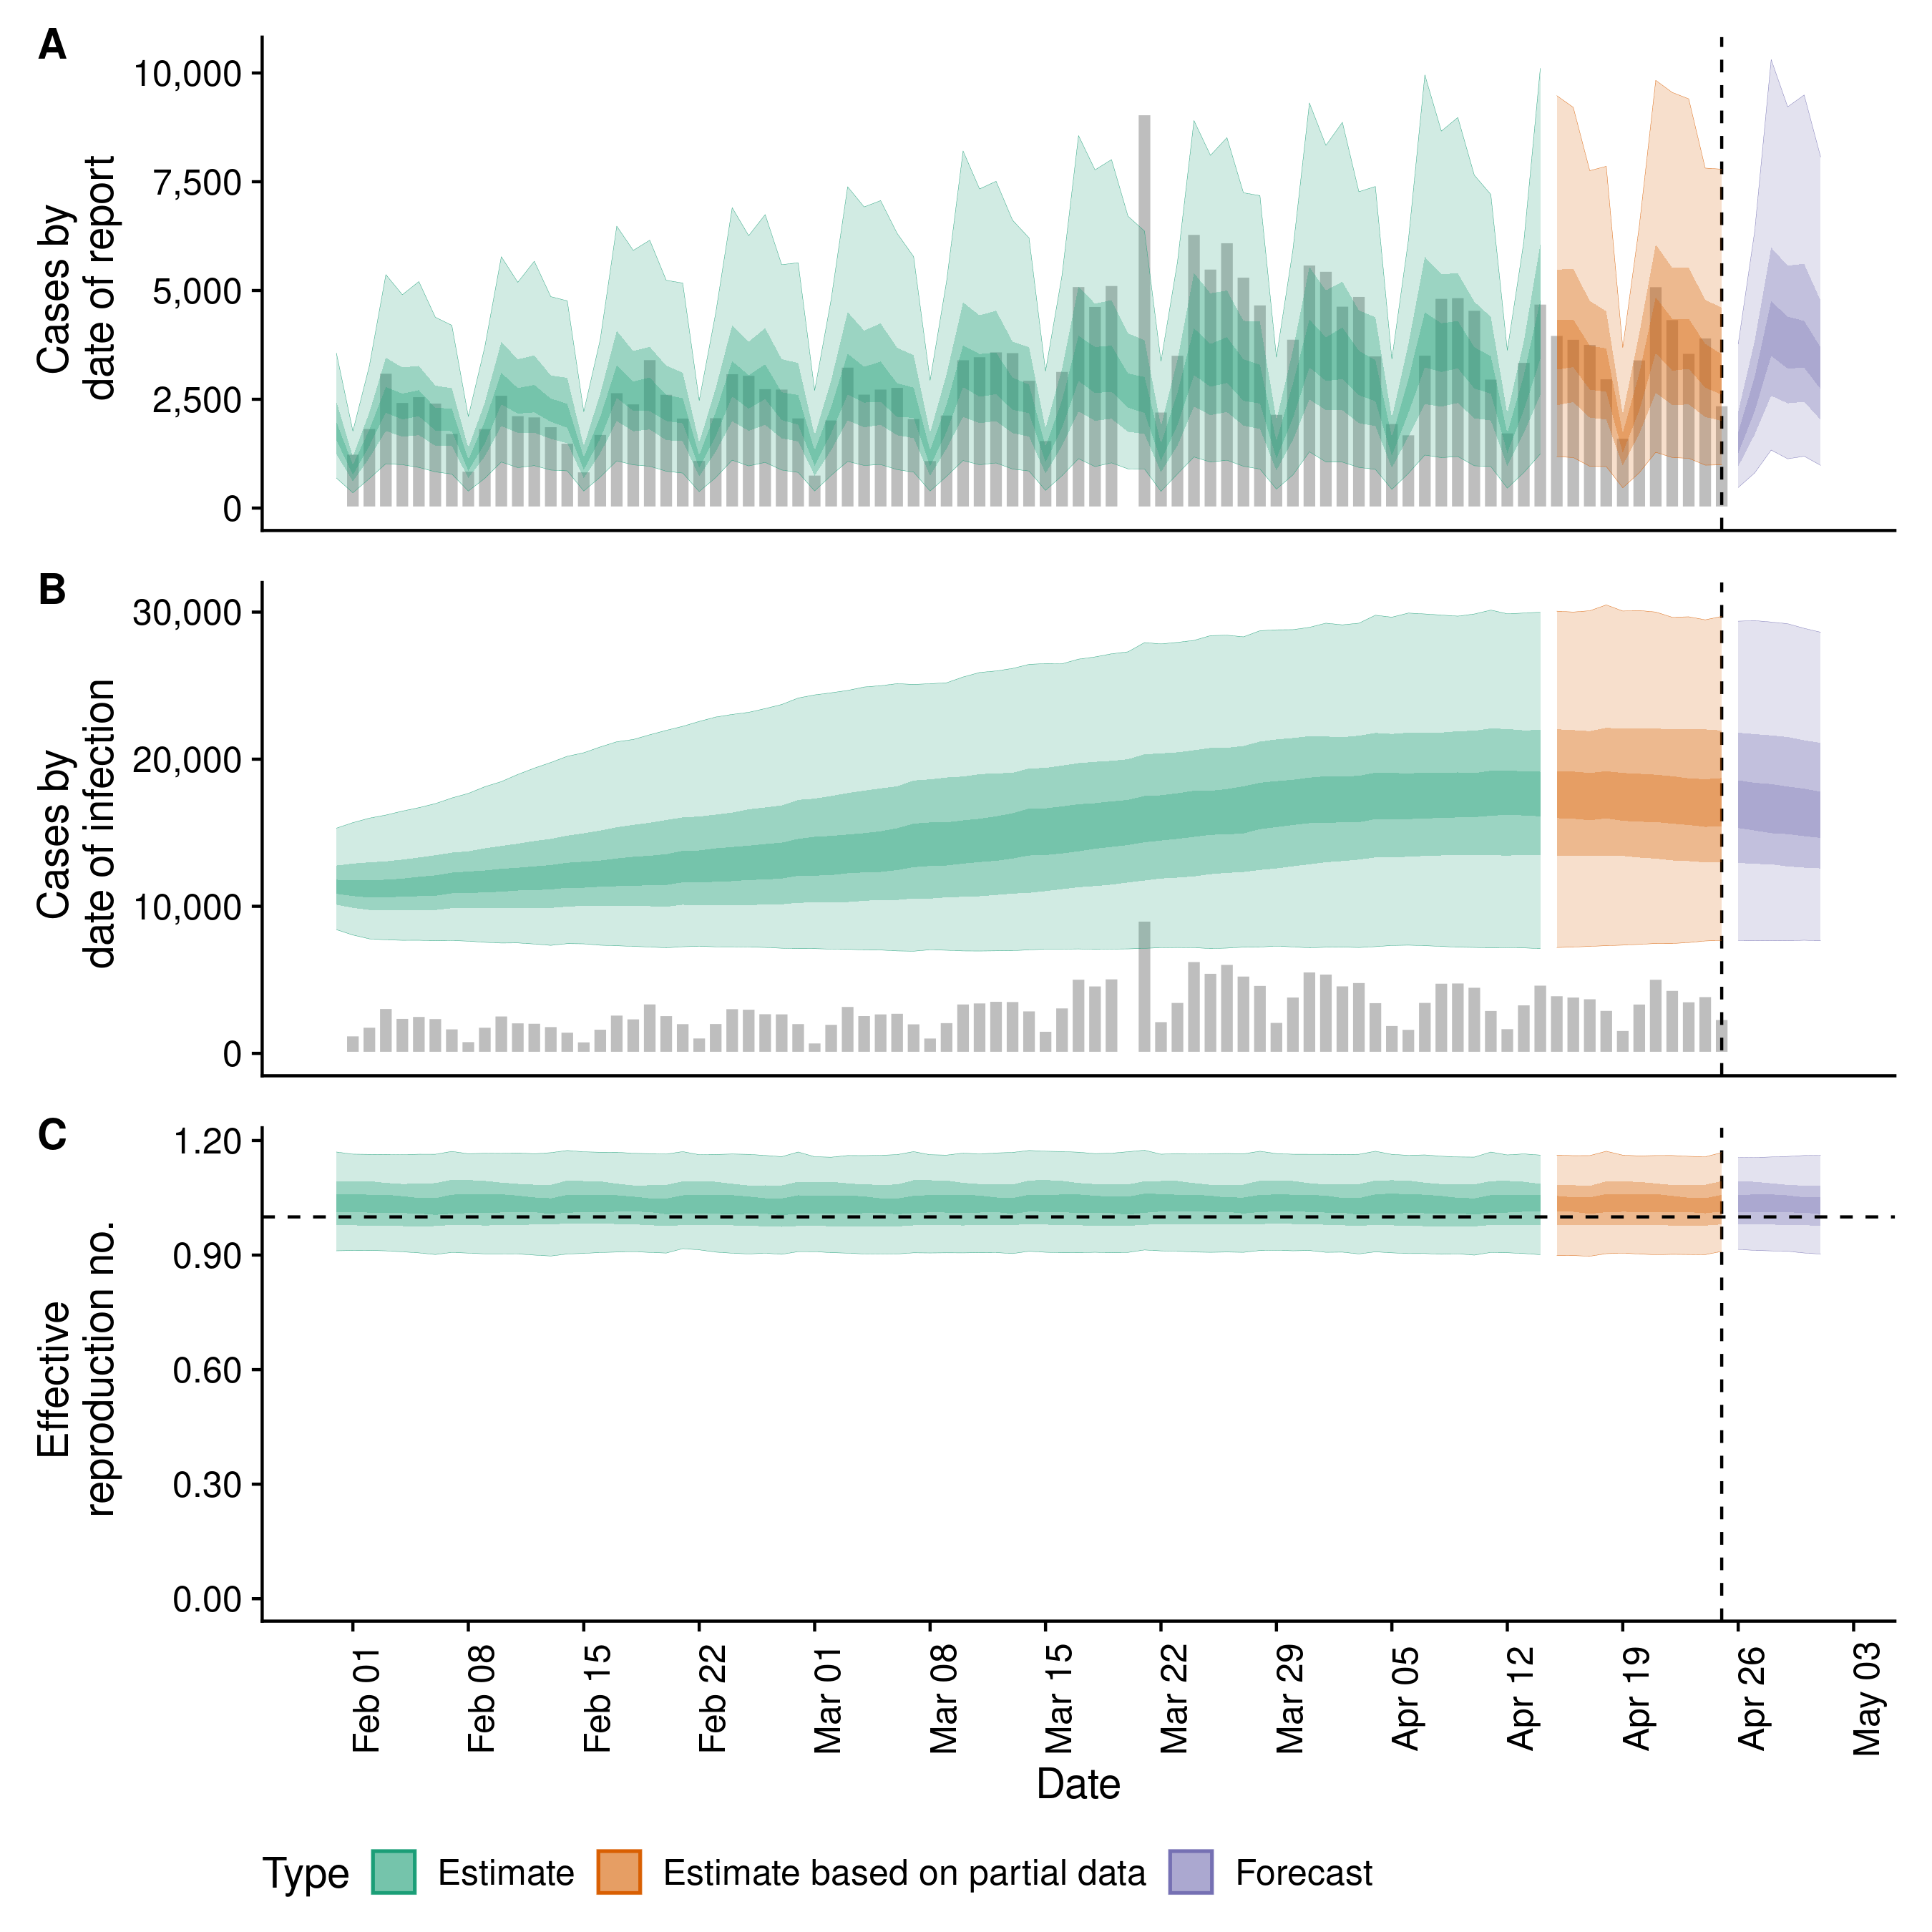 A
Cases by
date of report
10,000
7,500
5,000
2,500
0
B
Cases by
date of infection
30,000
20,000
10,000
0
C
Effective
reproduction no.
1.20
0.90
0.60
0.30
0.00
Feb 01
Feb 08
Feb 15
Feb 22
Mar 01
Mar 08
Mar 15
Mar 22
Mar 29
Apr 05
Apr 12
Apr 19
Apr 26
May 03
Date
Type Estimate Estimate based on partial data Forecast